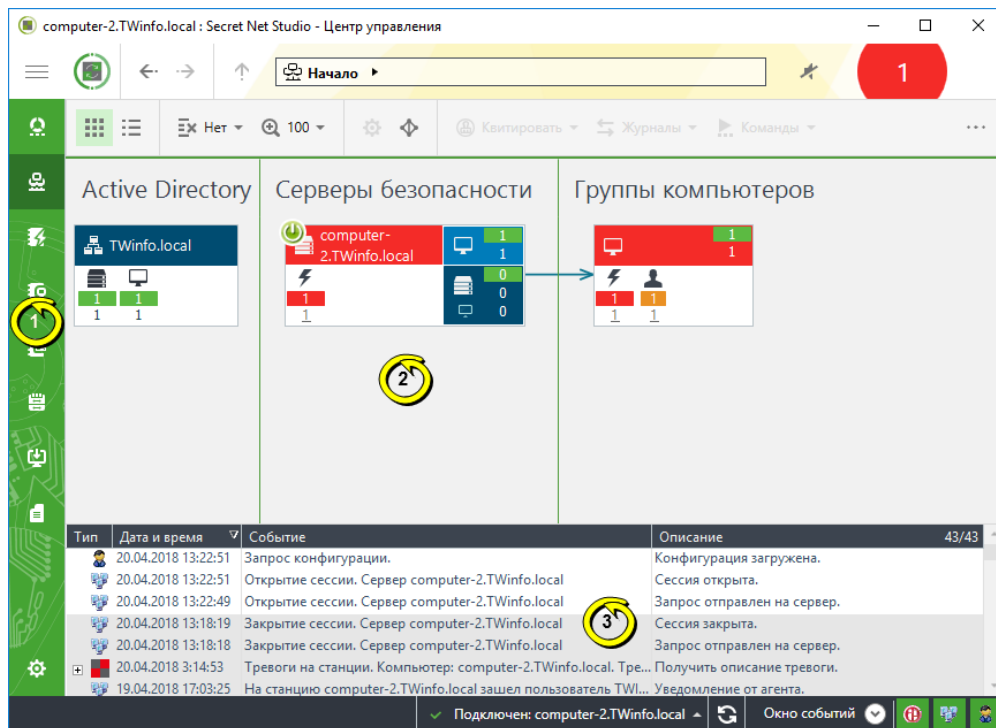 computer-2.TWinfo.local : Secret Net Studio - Центр управления
Начало
1
Нет
100
Квитировать
Журналы
Команды
Active Directory
Серверы безопасности
Группы компьютеров
TWinfo.local
1 1
1 1
computer-
2.TWinfo.local
1
1
1
1
0
0
0
1
1
1 1
1 1
1
2
3
Тип Дата и время Событие Описание 43/43
20.04.2018 13:22:51 Запрос конфигурации. Конфигурация загружена.
20.04.2018 13:22:51 Открытие сессии. Сервер computer-2.TWinfo.local Сессия открыта.
20.04.2018 13:22:49 Открытие сессии. Сервер computer-2.TWinfo.local Запрос отправлен на сервер.
20.04.2018 13:18:19 Закрытие сессии. Сервер computer-2.TWinfo.local Сессия закрыта.
20.04.2018 13:18:18 Закрытие сессии. Сервер computer-2.TWinfo.local Запрос отправлен на сервер.
20.04.2018 3:14:53 Тревоги на станции. Компьютер: computer-2.TWinfo.local. Тре... Получить описание тревоги.
19.04.2018 17:03:25 На станцию computer-2.TWinfo.local зашел пользователь TWI... Уведомление от агента.
Подключен: computer-2.TWinfo.local
Окно событий